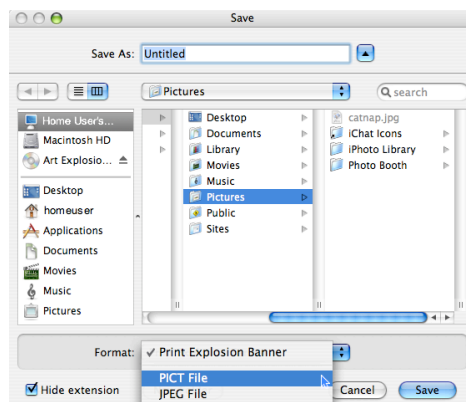 Save
Save As: Untitled
Pictures
search
Home User's...
Macintosh HD
Art Explosio...
Desktop
homeuser
Applications
Documents
Movies
Music
Pictures
Desktop
Documents
Library
Movies
Music
Pictures
Public
Sites
catnap.jpg
iChat Icons
iPhoto Library
Photo Booth
Format: ✓ Print Explosion Banner
PICT File
JPEG File
Hide extension
Cancel
Save